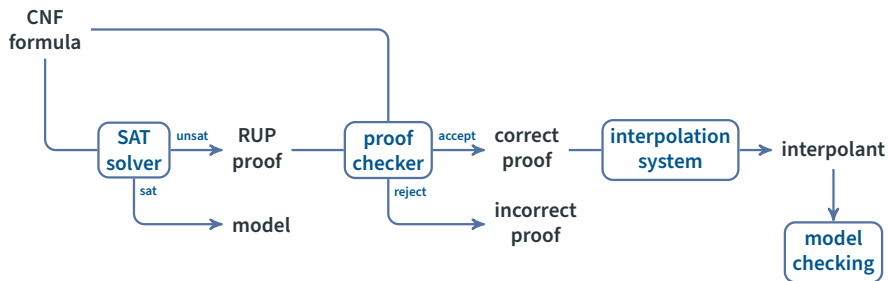 CNF
formula
SAT
solver
unsat
sat
RUP
proof
model
proof
checker
accept
reject
correct
proof
incorrect
proof
interpolation
system
interpolant
model
checking